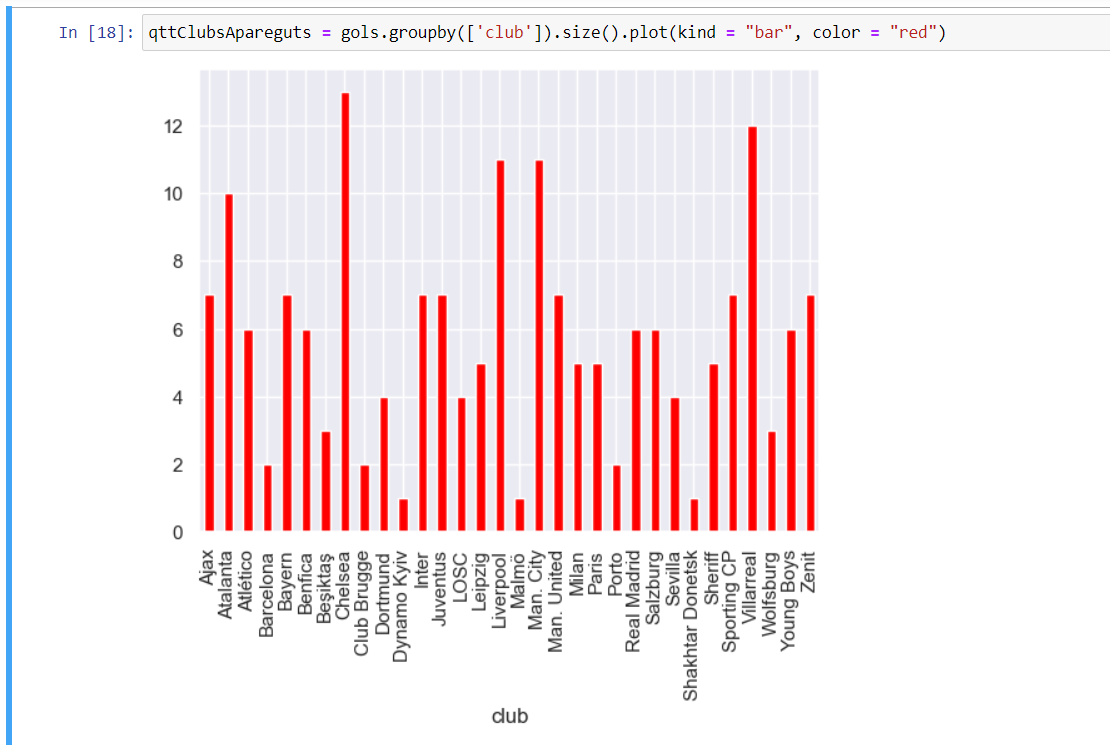 In [18]: qttClubsApareguts = gols.groupby(['club']).size().plot(kind = "bar", color = "red")
12
10
8
6
4
2
0
Ajax
Atalanta
Atlético
Barcelona
Bayern
Benfica
Beşiktaş
Chelsea
Club Brugge
Dortmund
Dynamo Kyiv
Inter
Juventus
LOSC
Leipzig
Liverpool
Malmö
Man. City
Man. United
Milan
Paris
Porto
Real Madrid
Salzburg
Sevilla
Shakhtar Donetsk
Sheriff
Sporting CP
Villarreal
Wolfsburg
Young Boys
Zenit
club